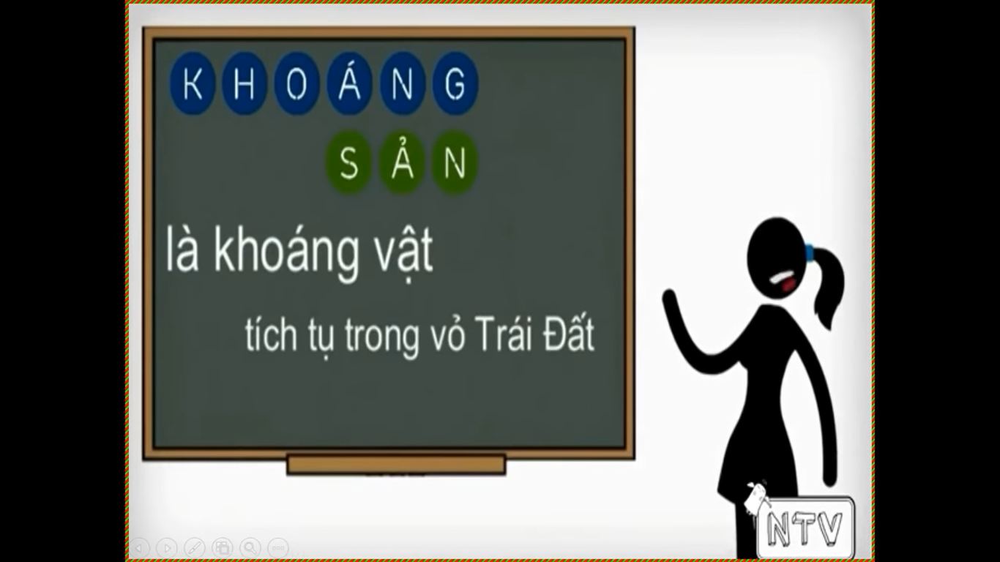 KHOÁNG
SẢN
là khoáng vật
tích tụ trong vỏ Trái Đất
NTV